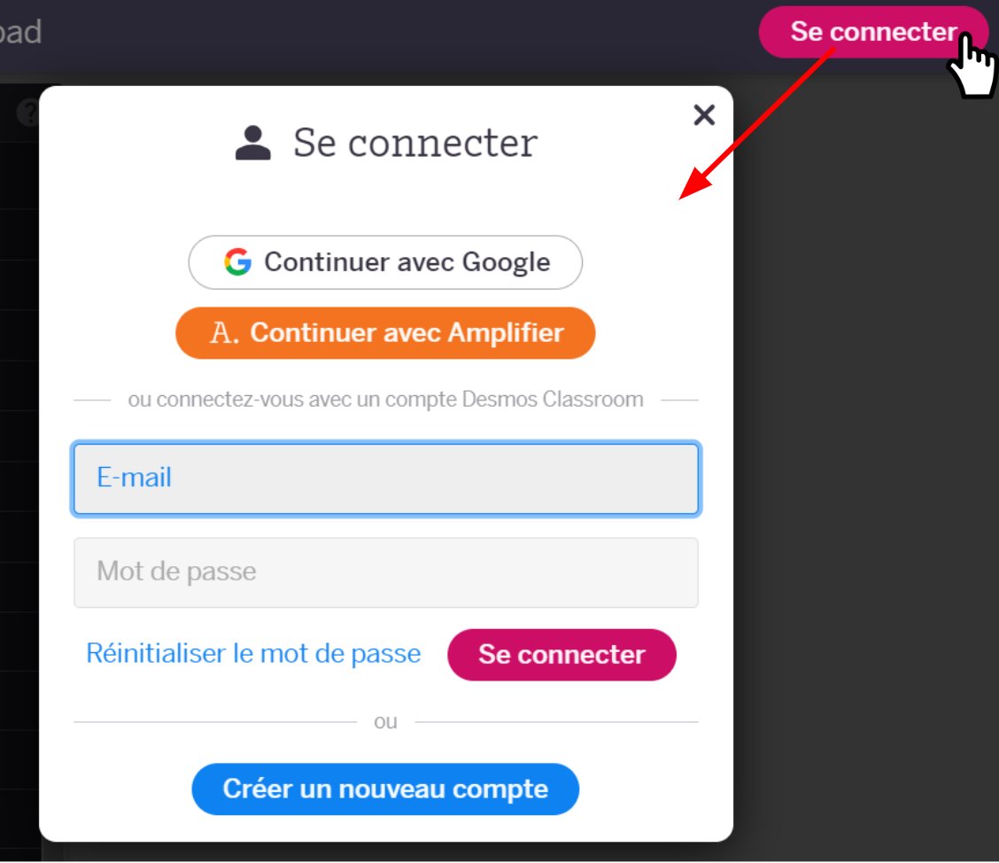 Se connecter
Se connecter
Continuer avec Google
A. Continuer avec Amplifier
ou connectez-vous avec un compte Desmos Classroom
E-mail
Mot de passe
Réinitialiser le mot de passe
Se connecter
ou
Créer un nouveau compte